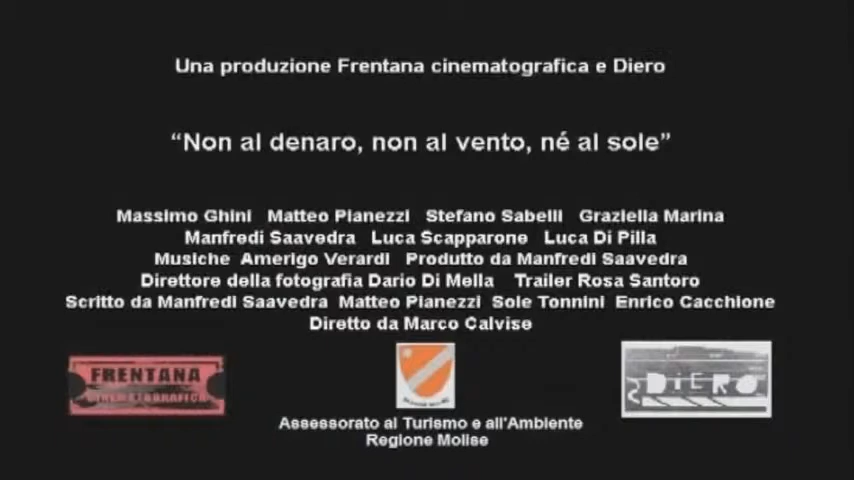 Una produzione Frentana cinematografica e Diero
“Non al denaro, non al vento, né al sole”
Massimo Ghini Matteo Pianezzi Stefano Sabelli Graziella Marina
Manfredi Saavedra Luca Scapparone Luca Di Pilla
Musiche Amerigo Verardi Produtto da Manfredi Saavedra
Direttore della fotografia Dario Di Mella Trailer Rosa Santoro
Scritto da Manfredi Saavedra Matteo Pianezzi Sole Tonnini Enrico Cacchione
Diretto da Marco Calvise
FRENTANA
CINEMATOGRAFICA
DiERO
Assessorato al Turismo e all'Ambiente
Regione Molise